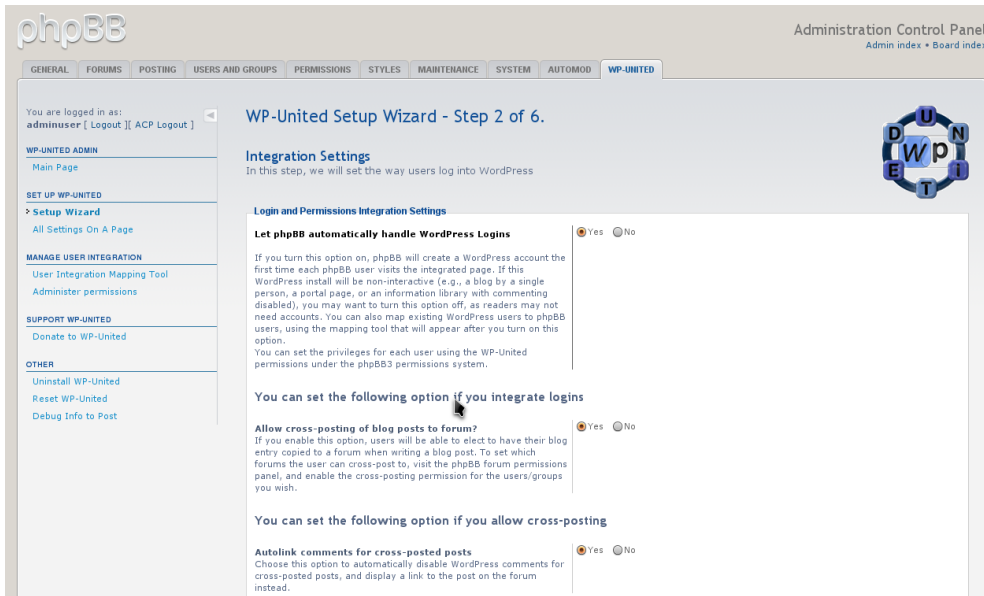 phpBB
Administration Control Panel
Admin index • Board index
GENERAL FORUMS POSTING USERS AND GROUPS PERMISSIONS STYLES MAINTENANCE SYSTEM AUTOMOD WP-UNITED
You are logged in as:
adminuser [ Logout ][ ACP Logout ]
WP-UNITED ADMIN
Main Page
SET UP WP-UNITED
Setup Wizard
All Settings On A Page
MANAGE USER INTEGRATION
User Integration Mapping Tool
Administer permissions
SUPPORT WP-UNITED
Donate to WP-United
OTHER
Uninstall WP-United
Reset WP-United
Debug Info to Post
WP-United Setup Wizard - Step 2 of 6.
Integration Settings
In this step, we will set the way users log into WordPress
U N I T E D
Wp
Login and Permissions Integration Settings
Let phpBB automatically handle WordPress Logins
Yes No
If you turn this option on, phpBB will create a WordPress account the
first time each phpBB user visits the integrated page. If this
WordPress install will be non-interactive (e.g., a blog by a single
person, a portal page, or an information library with commenting
disabled), you may want to turn this option off, as readers may not
need accounts. You can also map existing WordPress users to phpBB
users, using the mapping tool that will appear after you turn on this
option.
You can set the privileges for each user using the WP-United
permissions under the phpBB3 permissions system.
You can set the following option if you integrate logins
Allow cross-posting of blog posts to forum?
Yes No
If you enable this option, users will be able to elect to have their blog
entry copied to a forum when writing a blog post. To set which
forums the user can cross-post to, visit the phpBB forum permissions
panel, and enable the cross-posting permission for the users/groups
you wish.
You can set the following option if you allow cross-posting
Autolink comments for cross-posted posts
Yes No
Choose this option to automatically disable WordPress comments for
cross-posted posts, and display a link to the post on the forum
instead.